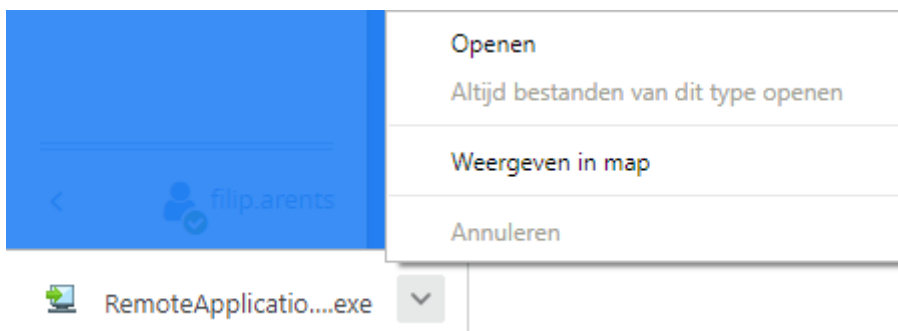 Openen
Altijd bestanden van dit type openen
Weergeven in map
filip.arents
Annuleren
RemoteApplicatio....exe